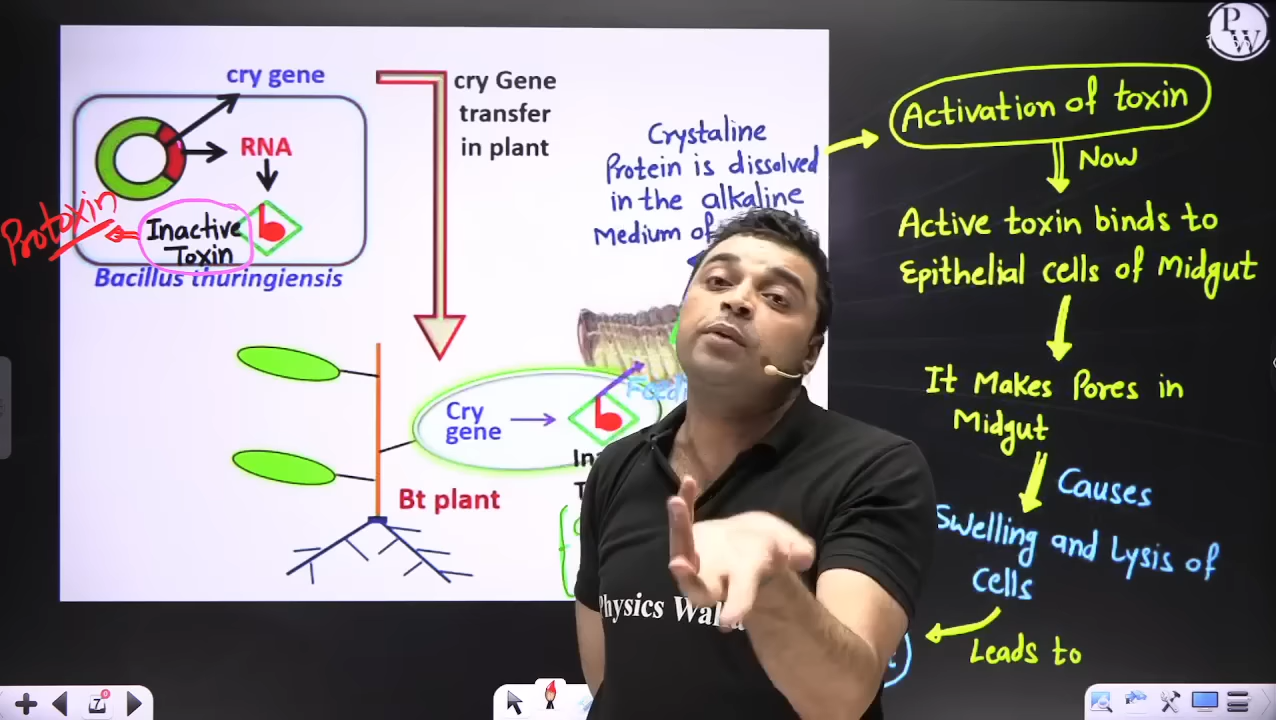 PW
cry gene
RNA
Protoxin
Inactive
Toxin
Bacillus thuringiensis
cry Gene
transfer
in plant
Crystaline
Protein is dissolved
in the alkaline
Medium of
Activation of toxin
Now
Active toxin binds to
Epithelial cells of Midgut
It Makes Pores in
Midgut
Causes
Swelling and Lysis of
Cells
Leads to
Cry
gene
Bt plant
Physics
7